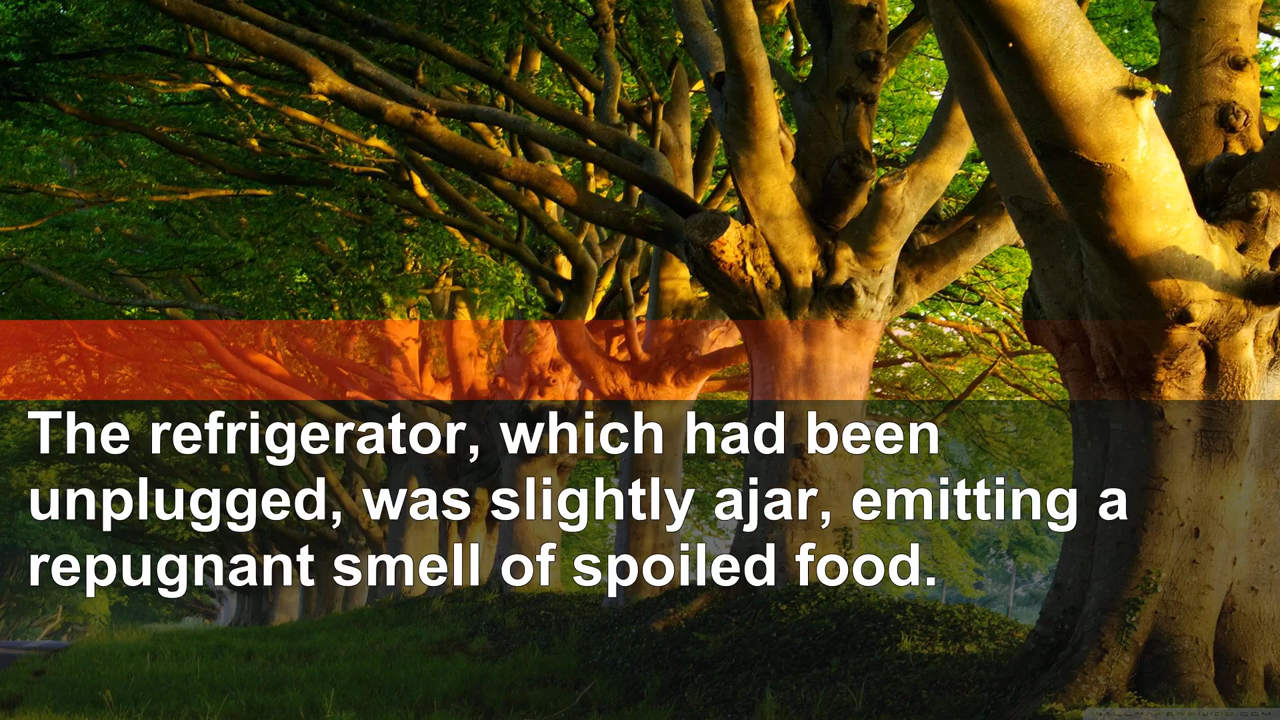 The refrigerator, which had been
unplugged, was slightly ajar, emitting a
repugnant smell of spoiled food.